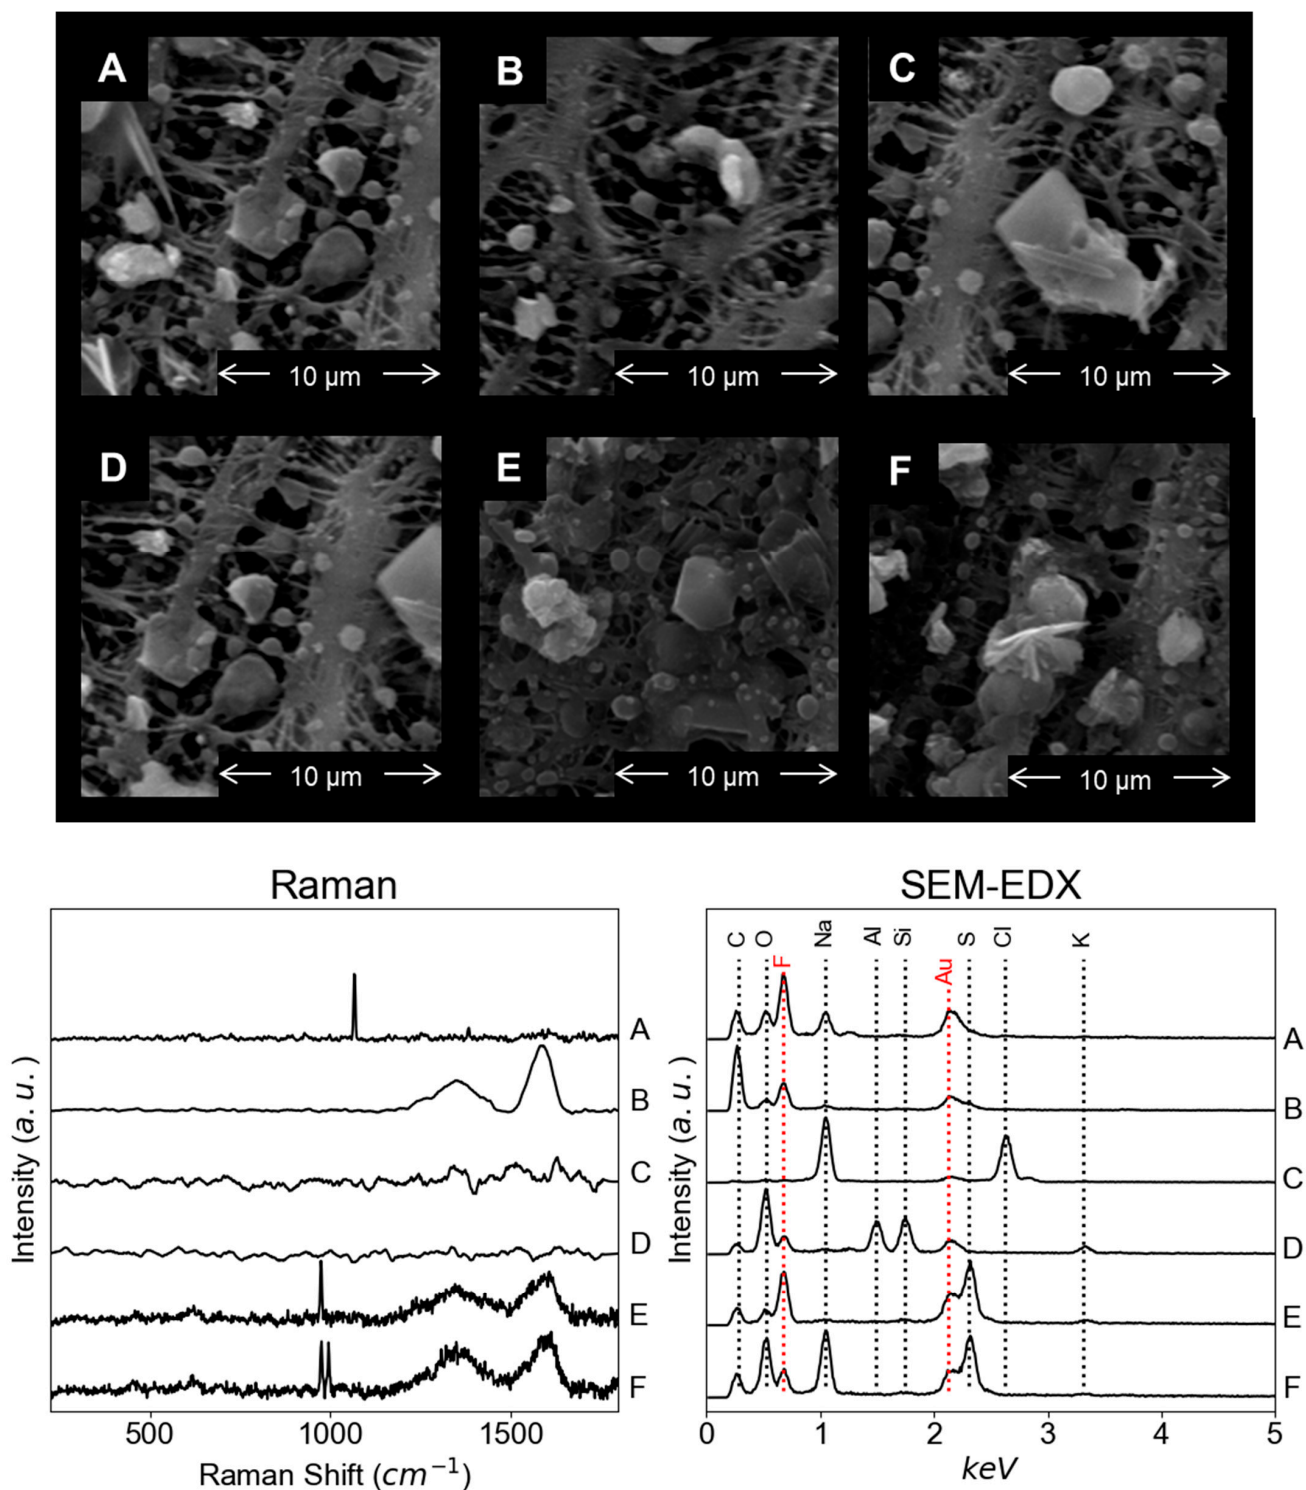 A
B
C
10 µm
10 µm
10 µm
D
E
F
10 µm
10 µm
10 µm
Raman
SEM-EDX
C
O
F
Na
Al
Si
Au
S
Cl
K
A
B
C
D
E
F
A
B
C
D
E
F
Intensity (a. u.)
Intensity (a. u.)
500
1000
1500
0
1
2
3
4
5
Raman Shift (cm⁻¹)
keV